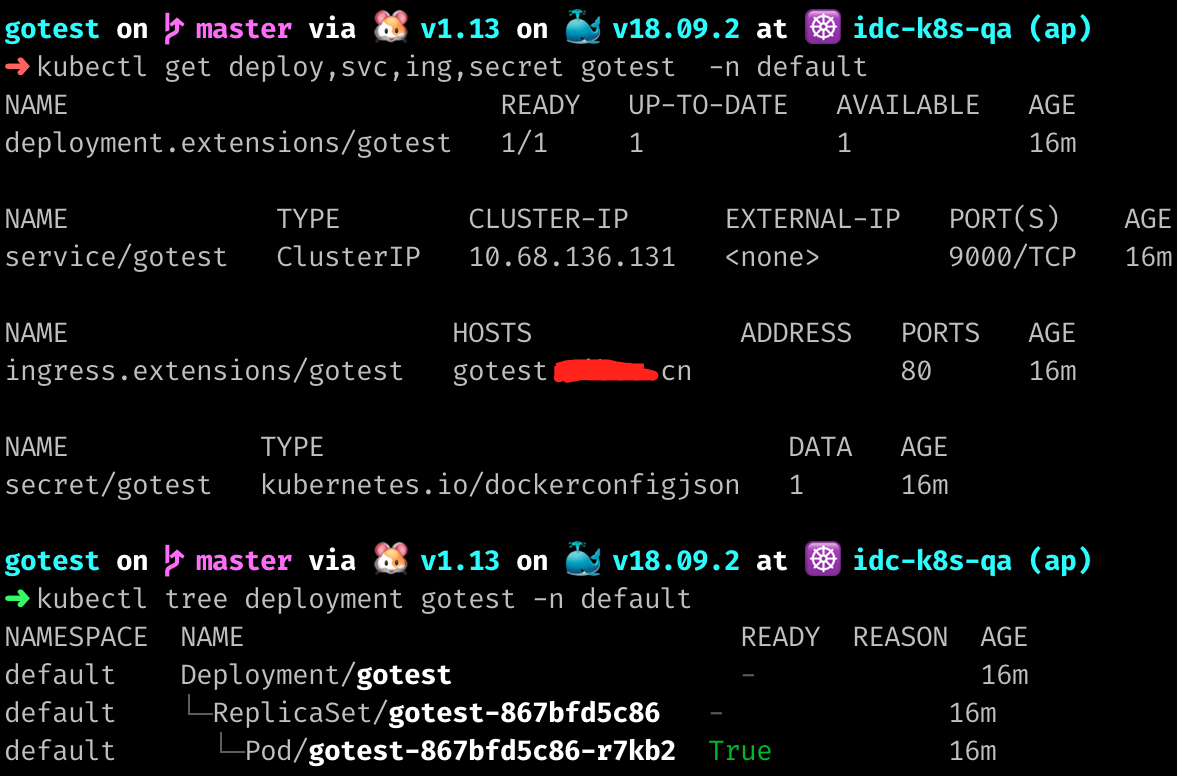 gotest on master via 🐹 v1.13 on 🐳 v18.09.2 at ☸ idc-k8s-qa (ap)
➜ kubectl get deploy,svc,ing,secret gotest  -n default
NAME                           READY   UP-TO-DATE   AVAILABLE   AGE
deployment.extensions/gotest   1/1     1            1           16m
NAME             TYPE        CLUSTER-IP      EXTERNAL-IP   PORT(S)    AGE
service/gotest   ClusterIP   10.68.136.131   <none>        9000/TCP   16m
NAME                        HOSTS             ADDRESS   PORTS   AGE
ingress.extensions/gotest   gotest cn             80      16m
NAME            TYPE                             DATA   AGE
secret/gotest   kubernetes.io/dockerconfigjson   1      16m
gotest on master via 🐹 v1.13 on 🐳 v18.09.2 at ☸ idc-k8s-qa (ap)
➜ kubectl tree deployment gotest -n default
NAMESPACE  NAME                               READY  REASON  AGE
default    Deployment/gotest                  -              16m
default    └─ReplicaSet/gotest-867bfd5c86   -              16m
default      └─Pod/gotest-867bfd5c86-r7kb2  True           16m